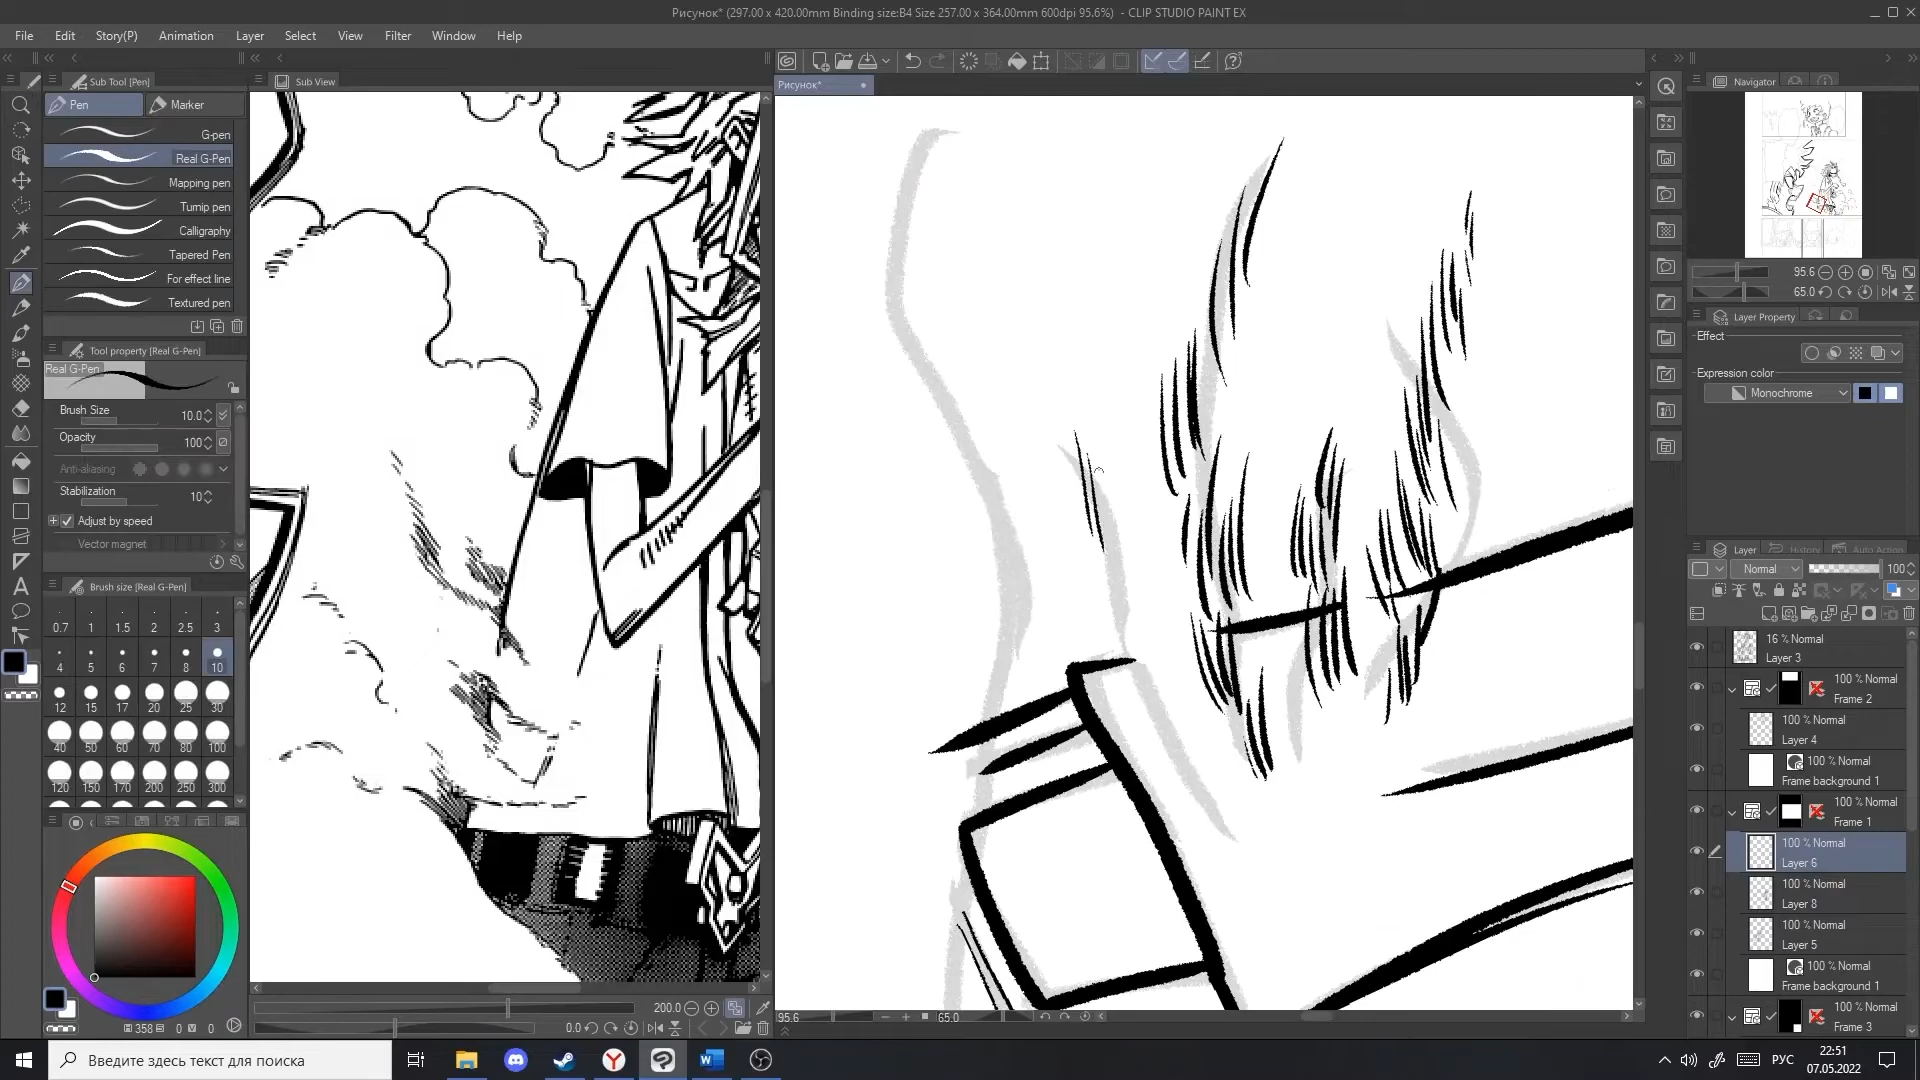 Рисунок* (297.00 x 420.00mm Binding size:B4 Size 257.00 x 364.00mm 600dpi 95.6%) - CLIP STUDIO PAINT EX
File Edit Story(P) Animation Layer Select View Filter Window Help
Sub Tool [Pen]
Pen
Marker
G-pen
Real G-Pen
Mapping pen
Turnip pen
Calligraphy
Tapered Pen
For effect line
Textured pen
Tool property [Real G-Pen]
Real G-Pen
Brush Size 10.0
Opacity 100
Anti-aliasing
Stabilization 10
Adjust by speed
Vector magnet
Brush size [Real G-Pen]
0.7 1 1.5 2 2.5 3
4 5 6 7 8 10
12 15 17 20 25 30
40 50 60 70 80 100
120 150 170 200 250 300
358 0 0
Sub View
200.0
0.0
Рисунок*
95.6 65.0
Navigator
95.6
65.0
Layer Property
Effect
Expression color
Monochrome
Layer History Auto Action
Normal 100
16 % Normal
Layer 3
100 % Normal
Frame 2
100 % Normal
Layer 4
100 % Normal
Frame background 1
100 % Normal
Frame 1
100 % Normal
Layer 6
100 % Normal
Layer 8
100 % Normal
Layer 5
100 % Normal
Frame background 1
100 % Normal
Frame 3
Введите здесь текст для поиска
РУС
22:51
07.05.2022